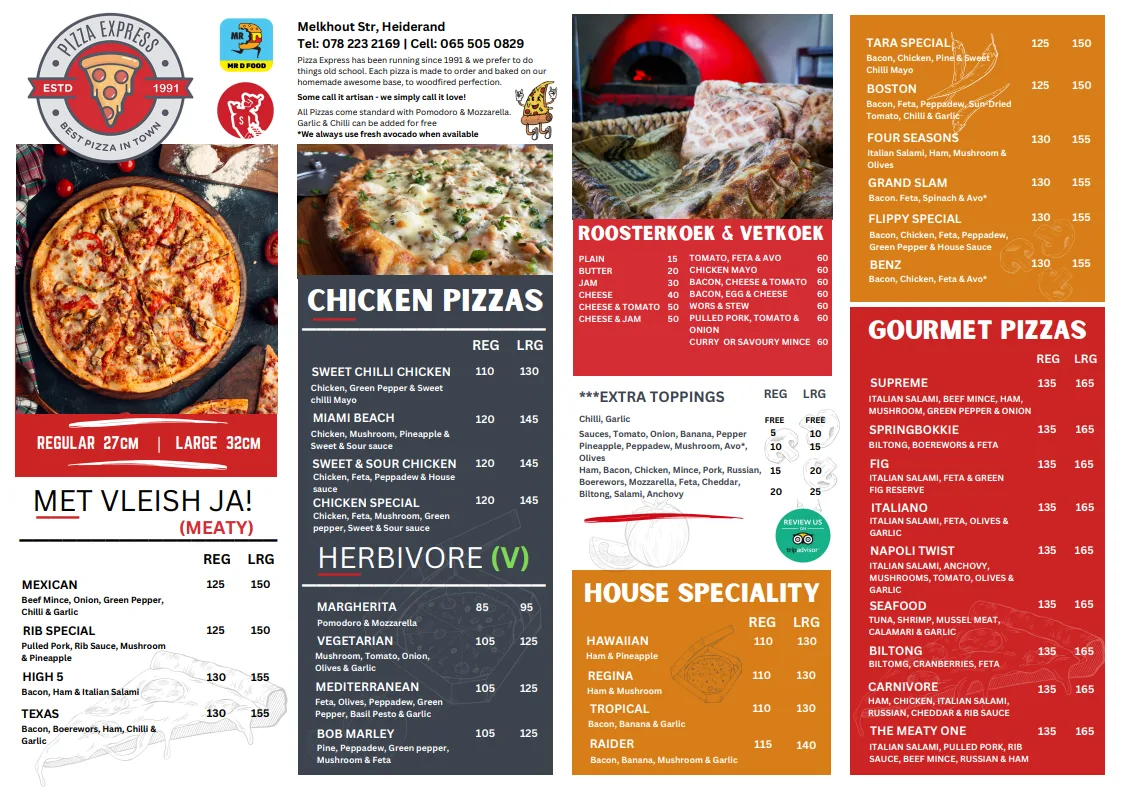 PIZZA EXPRESS
ESTD 1991
BEST PIZZA IN TOWN
MR
D
MR D FOOD
$
Melkhout Str, Heiderand
Tel: 078 223 2169 | Cell: 065 505 0829
Pizza Express has been running since 1991 & we prefer to do
things old school. Each pizza is made to order and baked on our
homemade awesome base, to woodfired perfection.
Some call it artisan - we simply call it love!
All Pizzas come standard with Pomodoro & Mozzarella.
Garlic & Chilli can be added for free
*We always use fresh avocado when available
REGULAR 27CM | LARGE 32CM
MET VLEISH JA!
(MEATY)
REG LRG
MEXICAN 125 150
Beef Mince, Onion, Green Pepper,
Chilli & Garlic
RIB SPECIAL 125 150
Pulled Pork, Rib Sauce, Mushroom
& Pineapple
HIGH 5 130 155
Bacon, Ham & Italian Salami
TEXAS 130 155
Bacon, Boerewors, Ham, Chilli &
Garlic
CHICKEN PIZZAS
REG LRG
SWEET CHILLI CHICKEN 110 130
Chicken, Green Pepper & Sweet
chilli Mayo
MIAMI BEACH 120 145
Chicken, Mushroom, Pineapple &
Sweet & Sour sauce
SWEET & SOUR CHICKEN 120 145
Chicken, Feta, Peppadew & House
sauce
CHICKEN SPECIAL 120 145
Chicken, Feta, Mushroom, Green
pepper, Sweet & Sour sauce
HERBIVORE (V)
MARGHERITA 85 95
Pomodoro & Mozzarella
VEGETARIAN 105 125
Mushroom, Tomato, Onion,
Olives & Garlic
MEDITERRANEAN 105 125
Feta, Olives, Peppadew, Green
Pepper, Basil Pesto & Garlic
BOB MARLEY 105 125
Pine, Peppadew, Green pepper,
Mushroom & Feta
ROOSTERKOEK & VETKOEK
PLAIN 15
BUTTER 20
JAM 30
CHEESE 40
CHEESE & TOMATO 50
CHEESE & JAM 50
TOMATO, FETA & AVO 60
CHICKEN MAYO 60
BACON, CHEESE & TOMATO 60
BACON, EGG & CHEESE 60
WORS & STEW 60
PULLED PORK, TOMATO & 60
ONION
CURRY OR SAVOURY MINCE 60
***EXTRA TOPPINGS REG LRG
Chilli, Garlic FREE FREE
Sauces, Tomato, Onion, Banana, Pepper 5 10
Pineapple, Peppadew, Mushroom, Avo*, 10 15
Olives
Ham, Bacon, Chicken, Mince, Pork, Russian, 15 20
Boerewors, Mozzarella, Feta, Cheddar,
Biltong, Salami, Anchovy 20 25
REVIEW US
ON
tripadvisor
HOUSE SPECIALITY
REG LRG
HAWAIIAN 110 130
Ham & Pineapple
REGINA 110 130
Ham & Mushroom
TROPICAL 110 130
Bacon, Banana & Garlic
RAIDER 115 140
Bacon, Banana, Mushroom & Garlic
TARA SPECIAL 125 150
Bacon, Chicken, Pine & Sweet
Chilli Mayo
BOSTON 125 150
Bacon, Feta, Peppadew, Sun-Dried
Tomato, Chilli & Garlic
FOUR SEASONS 130 155
Italian Salami, Ham, Mushroom &
Olives
GRAND SLAM 130 155
Bacon. Feta, Spinach & Avo*
FLIPPY SPECIAL 130 155
Bacon, Chicken, Feta, Peppadew,
Green Pepper & House Sauce
BENZ 130 155
Bacon, Chicken, Feta & Avo*
GOURMET PIZZAS
REG LRG
SUPREME 135 165
ITALIAN SALAMI, BEEF MINCE, HAM,
MUSHROOM, GREEN PEPPER & ONION
SPRINGBOKKIE 135 165
BILTONG, BOEREWORS & FETA
FIG 135 165
ITALIAN SALAMI, FETA & GREEN
FIG RESERVE
ITALIANO 135 165
ITALIAN SALAMI, FETA, OLIVES &
GARLIC
NAPOLI TWIST 135 165
ITALIAN SALAMI, ANCHOVY,
MUSHROOMS, TOMATO, OLIVES &
GARLIC
SEAFOOD 135 165
TUNA, SHRIMP, MUSSEL MEAT,
CALAMARI & GARLIC
BILTONG 135 165
BILTOMG, CRANBERRIES, FETA
CARNIVORE 135 165
HAM, CHICKEN, ITALIAN SALAMI,
RUSSIAN, CHEDDAR & RIB SAUCE
THE MEATY ONE 135 165
ITALIAN SALAMI, PULLED PORK, RIB
SAUCE, BEEF MINCE, RUSSIAN & HAM